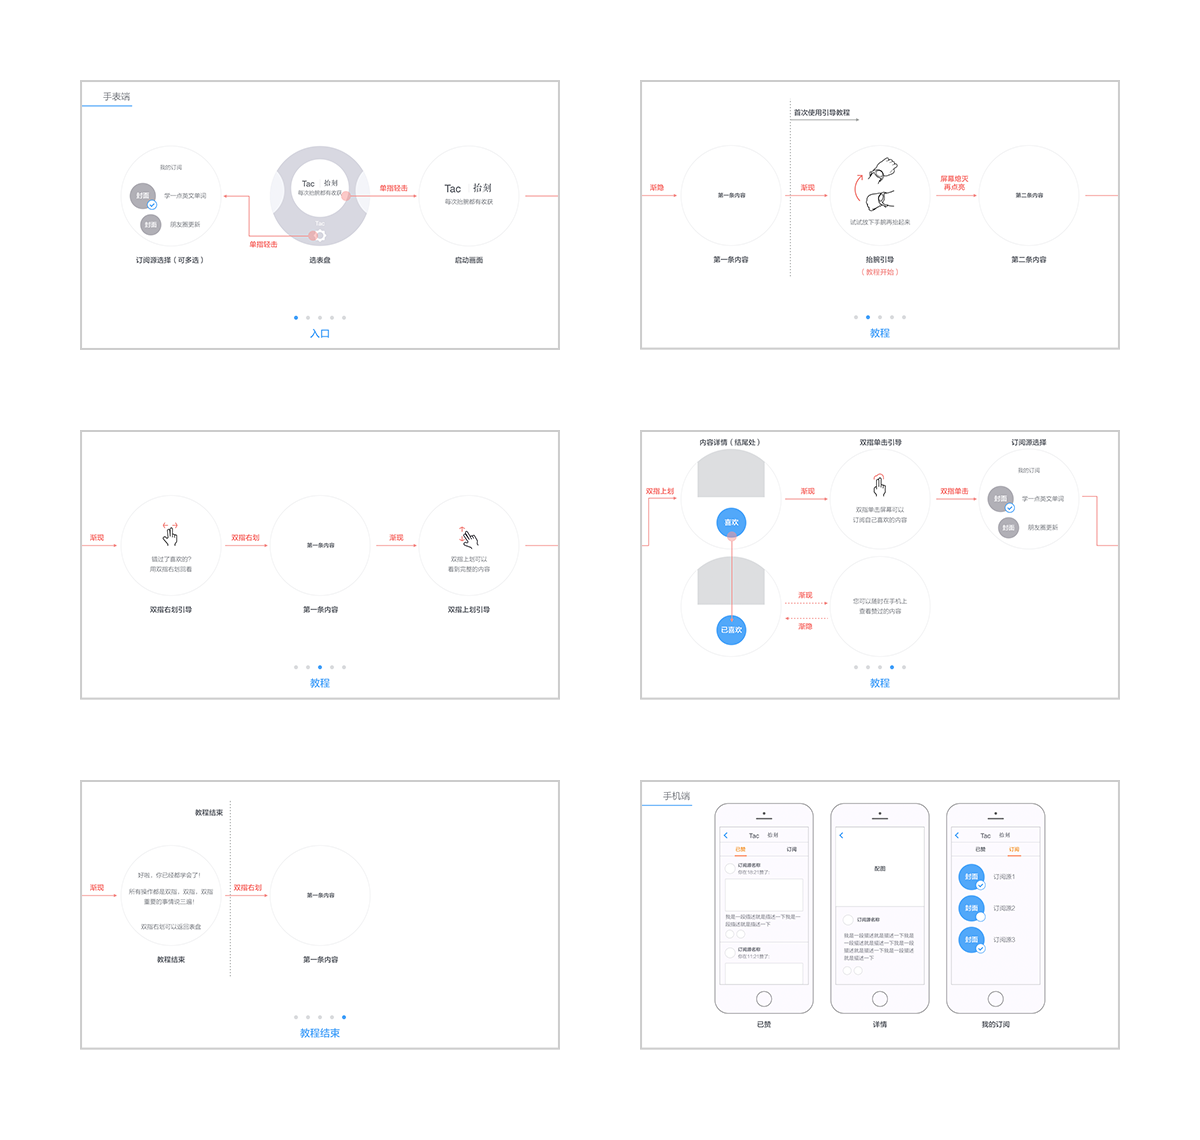 手表端
我的订阅
封面
学一点英文单词
封面
朋友圈更新
订阅源选择（可多选）
单指轻击
Tac 拾刻
每次抬腕都有收获
Tac
选表盘
单指轻击
Tac 拾刻
每次抬腕都有收获
启动画面
入口
首次使用引导教程
渐隐
第一条内容
第一条内容
渐现
试试放下手腕再抬起来
抬腕引导
（教程开始）
屏幕熄灭
再点亮
第二条内容
第二条内容
教程
渐现
错过了喜欢的？
用双指右划回看
双指右划引导
双指右划
第一条内容
第一条内容
渐现
双指上划可以
看到完整的内容
双指上划引导
教程
内容详情（结尾处）
双指单击引导
订阅源选择
双指上划
喜欢
渐现
双指单击屏幕可以
订阅自己喜欢的内容
双指单击
我的订阅
封面
学一点英文单词
封面
朋友圈更新
已喜欢
渐现
渐隐
您可以随时在手机上
查看赞过的内容
教程
教程结束
渐现
好啦，你已经都学会了！
所有操作都是双指、双指、双指
重要的事情说三遍！
双指右划可以返回表盘
教程结束
双指右划
第一条内容
第一条内容
教程结束
手机端
Tac 拾刻
已赞
订阅
订阅源名称
你在16:21赞了:
我是一段描述就是描述一下我是一
段描述就是描述一下
订阅源名称
你在11:21赞了:
已赞
配图
订阅源名称
我是一段描述就是描述一下我是
一段描述就是描述一下我是一段
描述就是描述一下我是一段描述
就是描述一下
详情
Tac 拾刻
已赞
订阅
封面
订阅源1
封面
订阅源2
封面
订阅源3
我的订阅